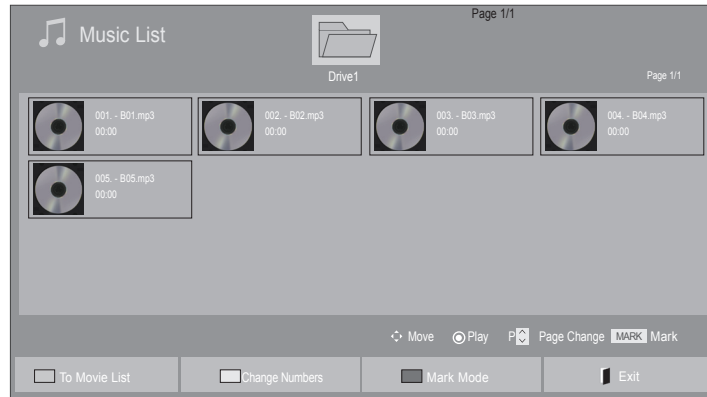 Page 1/1
Music List
Drive1
Page 1/1
001. - B01.mp3
00:00
002. - B02.mp3
00:00
003. - B03.mp3
00:00
004. - B04.mp3
00:00
005. - B05.mp3
00:00
Move Play P Page Change MARK Mark
To Movie List Change Numbers Mark Mode Exit